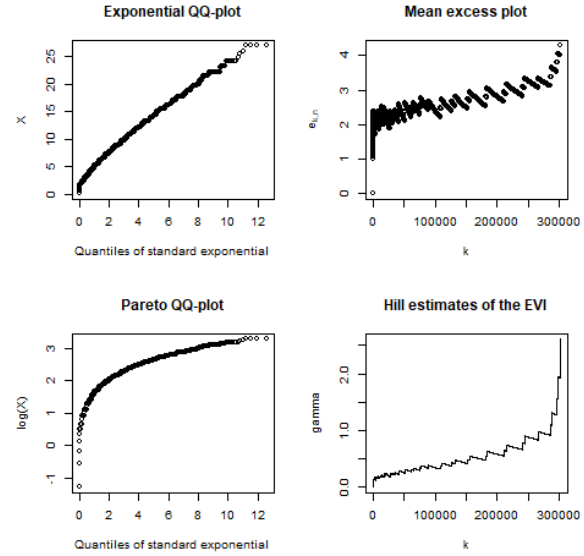 Exponential QQ-plot
X
0 5 10 15 20 25
0 2 4 6 8 10 12
Quantiles of standard exponential
Mean excess plot
e_{k,n}
0 1 2 3 4
0 100000 200000 300000
k
Pareto QQ-plot
log(X)
-1 0 1 2 3
0 2 4 6 8 10 12
Quantiles of standard exponential
Hill estimates of the EVI
gamma
0.0 1.0 2.0
0 100000 200000 300000
k